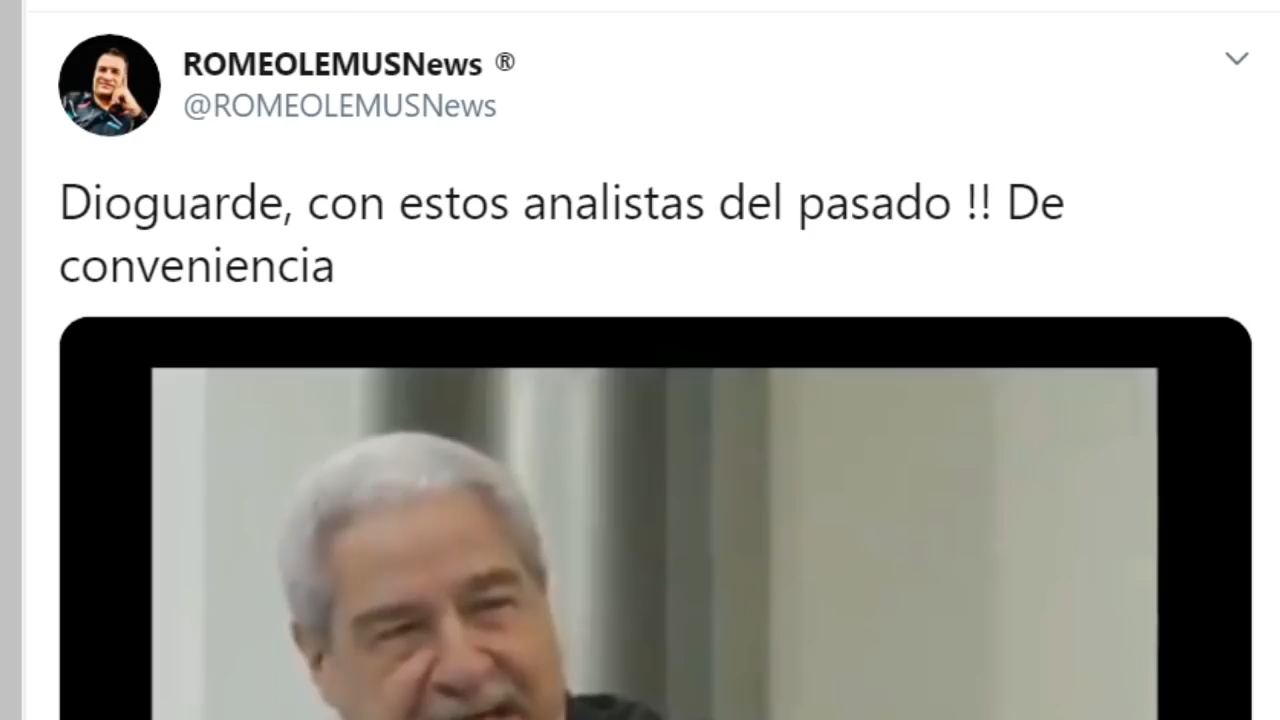 ROMEOLEMUSNews ®
@ROMEOLEMUSNews
Dioguarde, con estos analistas del pasado !! De
conveniencia